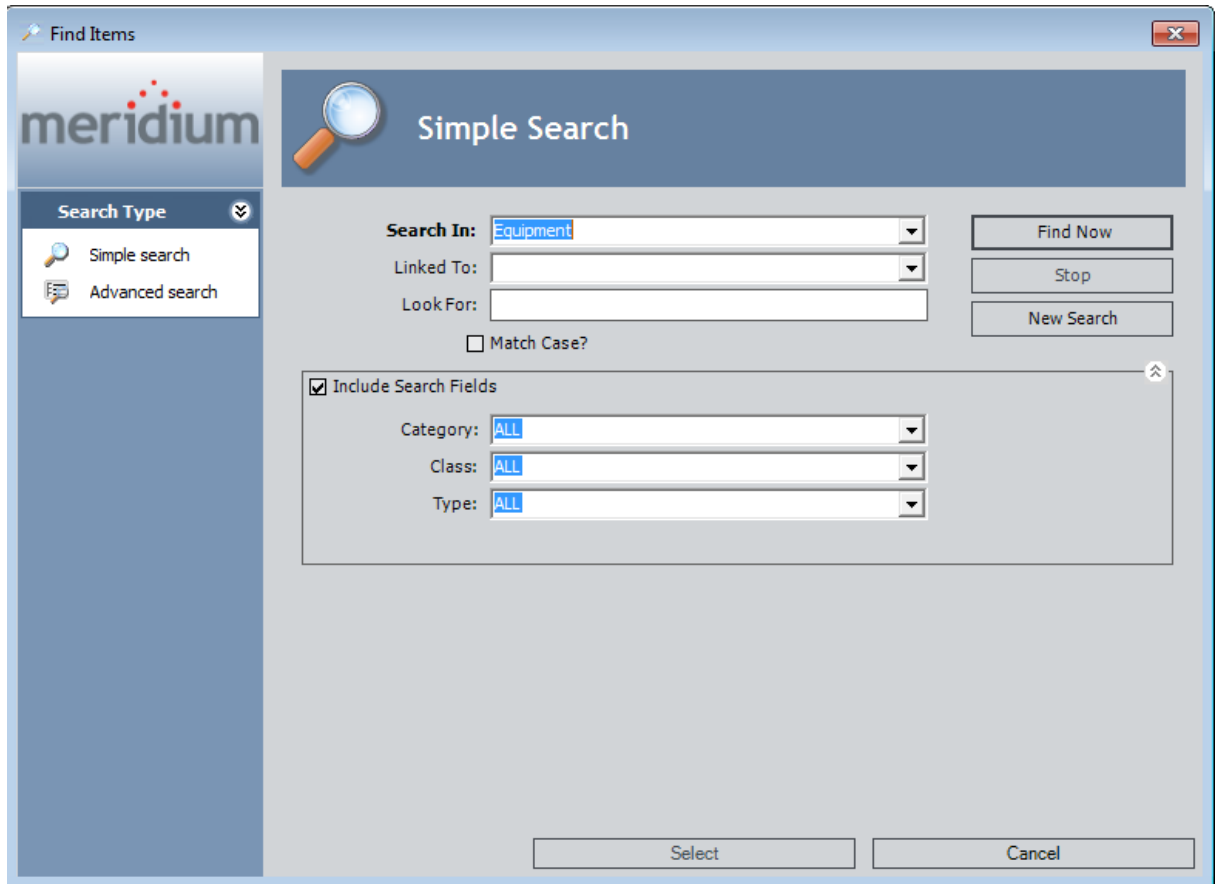 Find Items
meridium
Simple Search
Search Type
Simple search
Advanced search
Search In: Equipment
Linked To:
Look For:
Match Case?
Find Now
Stop
New Search
Include Search Fields
Category: ALL
Class: ALL
Type: ALL
Select
Cancel